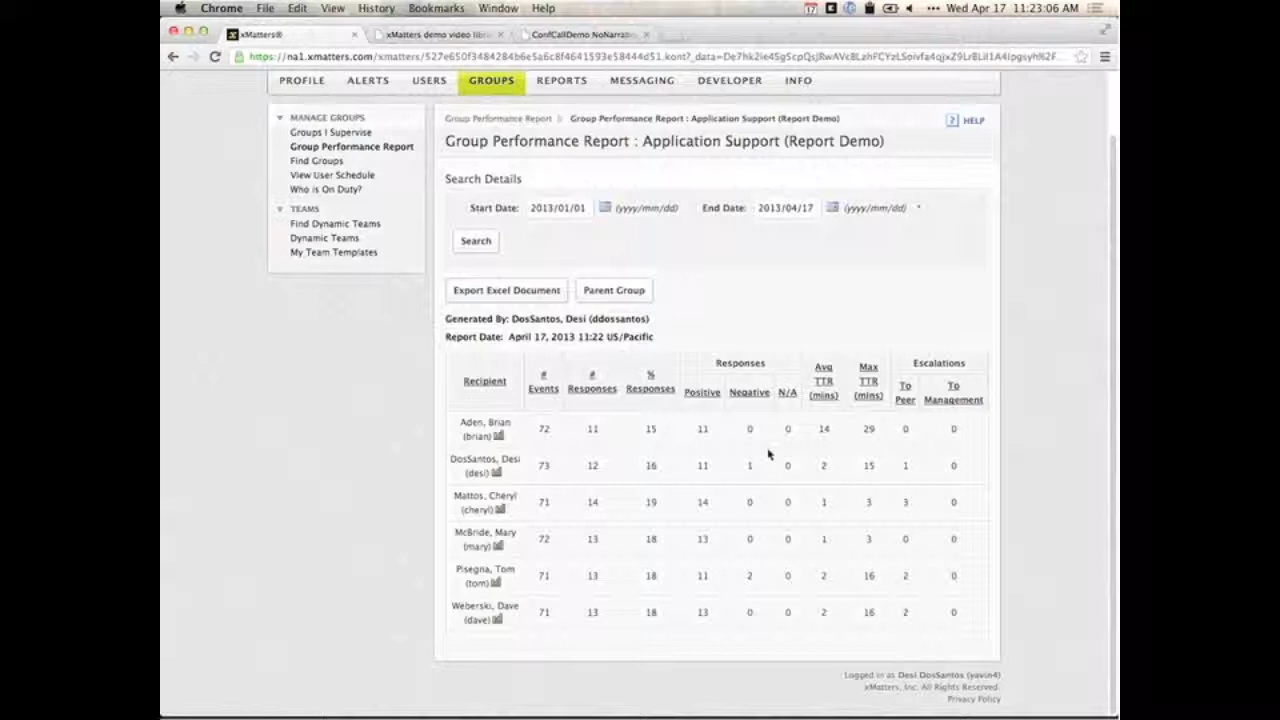 Chrome File Edit View History Bookmarks Window Help 17 Wed Apr 17 11:23:06 AM
xMatters® xMatters demo video libra ConfCallDemo NoNarrati
PROFILE ALERTS USERS GROUPS REPORTS MESSAGING DEVELOPER INFO
MANAGE GROUPS
Groups I Supervise
Group Performance Report
Find Groups
View User Schedule
Who is On Duty?
TEAMS
Find Dynamic Teams
Dynamic Teams
My Team Templates
Group Performance Report Group Performance Report : Application Support (Report Demo)
? HELP
Group Performance Report : Application Support (Report Demo)
Search Details
Start Date: 2013/01/01 (yyyy/mm/dd) End Date: 2013/04/17 (yyyy/mm/dd) *
Search
Export Excel Document Parent Group
Generated By: DosSantos, Desi (ddossantos)
Report Date: April 17, 2013 11:22 US/Pacific
Recipient # Events # Responses % Responses Responses Positive Negative N/A Avg TTR (mins) Max TTR (mins) Escalations To Peer To Management
Aden, Brian (brian) 72 11 15 11 0 0 14 29 0 0
DosSantos, Desi (desi) 73 12 16 11 1 0 2 15 1 0
Mattos, Cheryl (cheryl) 71 14 19 14 0 0 1 3 3 0
McBride, Mary (mary) 72 13 18 13 0 0 1 3 0 0
Pisegna, Tom (tom) 71 13 18 11 2 0 2 16 2 0
Weberski, Dave (dave) 71 13 18 13 0 0 2 16 2 0
Logged in as Desi DosSantos (yavin4)
xMatters, Inc. All Rights Reserved.
Privacy Policy